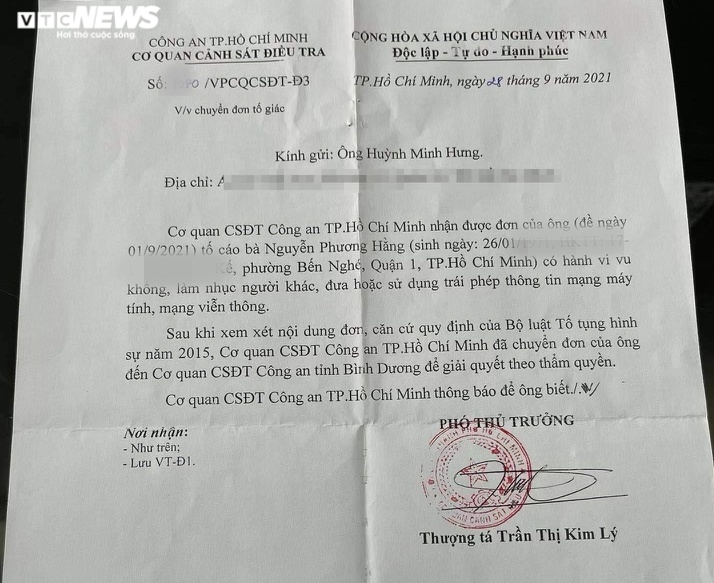 VTC NEWS
Hơi thở cuộc sống
CÔNG AN TP.HỒ CHÍ MINH
CƠ QUAN CẢNH SÁT ĐIỀU TRA
Số: /VPCQCSĐT-Đ3
V/v chuyển đơn tố giác
CỘNG HÒA XÃ HỘI CHỦ NGHĨA VIỆT NAM
Độc lập - Tự do - Hạnh phúc
TP.Hồ Chí Minh, ngày 28 tháng 9 năm 2021
Kính gửi: Ông Huỳnh Minh Hưng.
Địa chỉ:
Cơ quan CSĐT Công an TP.Hồ Chí Minh nhận được đơn của ông (đề ngày
01/9/2021) tố cáo bà Nguyễn Phương Hằng (sinh ngày: 26/01/
, phường Bến Nghé, Quận 1, TP.Hồ Chí Minh) có hành vi vu
không, làm nhục người khác, đưa hoặc sử dụng trái phép thông tin mạng máy
tính, mạng viễn thông.
Sau khi xem xét nội dung đơn, căn cứ quy định của Bộ luật Tố tụng hình
sự năm 2015, Cơ quan CSĐT Công an TP.Hồ Chí Minh đã chuyển đơn của ông
đến Cơ quan CSĐT Công an tỉnh Bình Dương để giải quyết theo thẩm quyền.
Cơ quan CSĐT Công an TP.Hồ Chí Minh thông báo để ông biết./.
Nơi nhận:
- Như trên;
- Lưu VT-Đ1.
PHÓ THỦ TRƯỞNG
Thượng tá Trần Thị Kim Lý